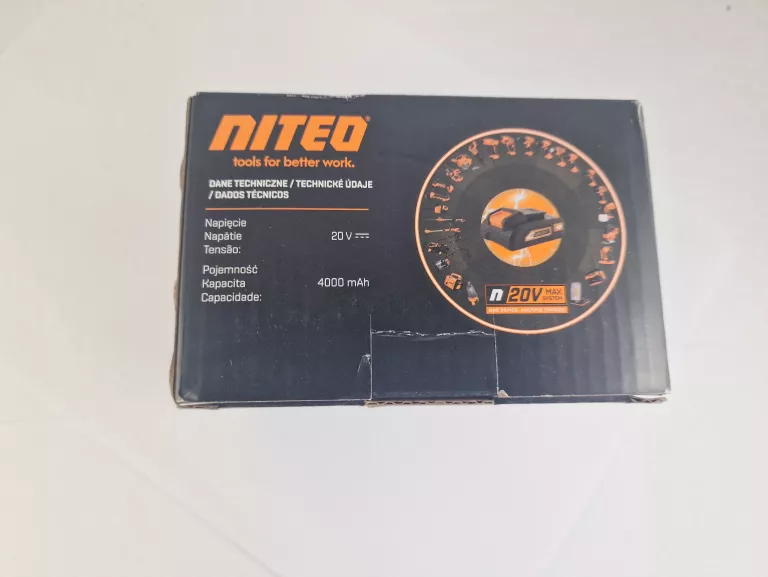 NITEO®
tools for better work.
DANE TECHNICZNE / TECHNICKÉ ÚDAJE
/ DADOS TÉCNICOS
Napięcie
Napätie 20 V
Tensão:
Pojemność
Kapacita 4000 mAh
Capacidade:
n 20V MAX
SYSTEM